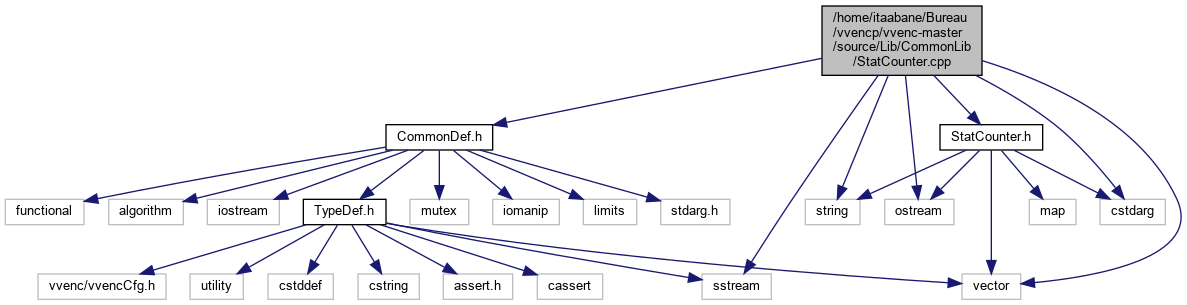 /home/itaabane/Bureau
/vvencp/vvenc-master
/source/Lib/CommonLib
/StatCounter.cpp
CommonDef.h
StatCounter.h
functional
algorithm
iostream
TypeDef.h
mutex
iomanip
limits
stdarg.h
string
ostream
map
cstdarg
vvenc/vvencCfg.h
utility
cstddef
cstring
assert.h
cassert
sstream
vector